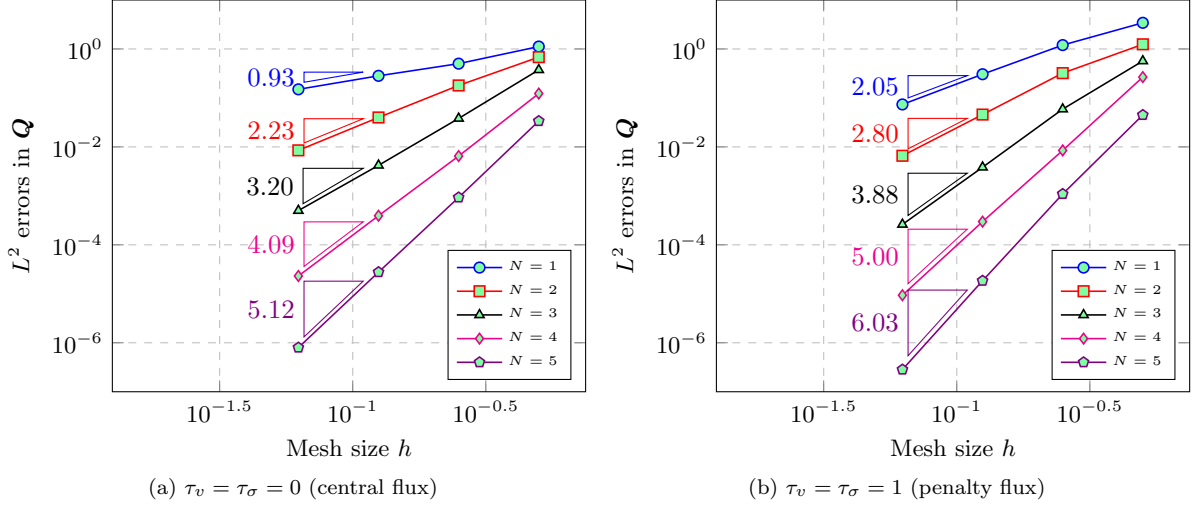 10^0
10^{-2}
10^{-4}
10^{-6}
L^2 errors in Q
0.93
2.23
3.20
4.09
5.12
N = 1
N = 2
N = 3
N = 4
N = 5
10^{-1.5}
10^{-1}
10^{-0.5}
Mesh size h
(a) τ_v = τ_σ = 0 (central flux)
10^0
10^{-2}
10^{-4}
10^{-6}
L^2 errors in Q
2.05
2.80
3.88
5.00
6.03
N = 1
N = 2
N = 3
N = 4
N = 5
10^{-1.5}
10^{-1}
10^{-0.5}
Mesh size h
(b) τ_v = τ_σ = 1 (penalty flux)